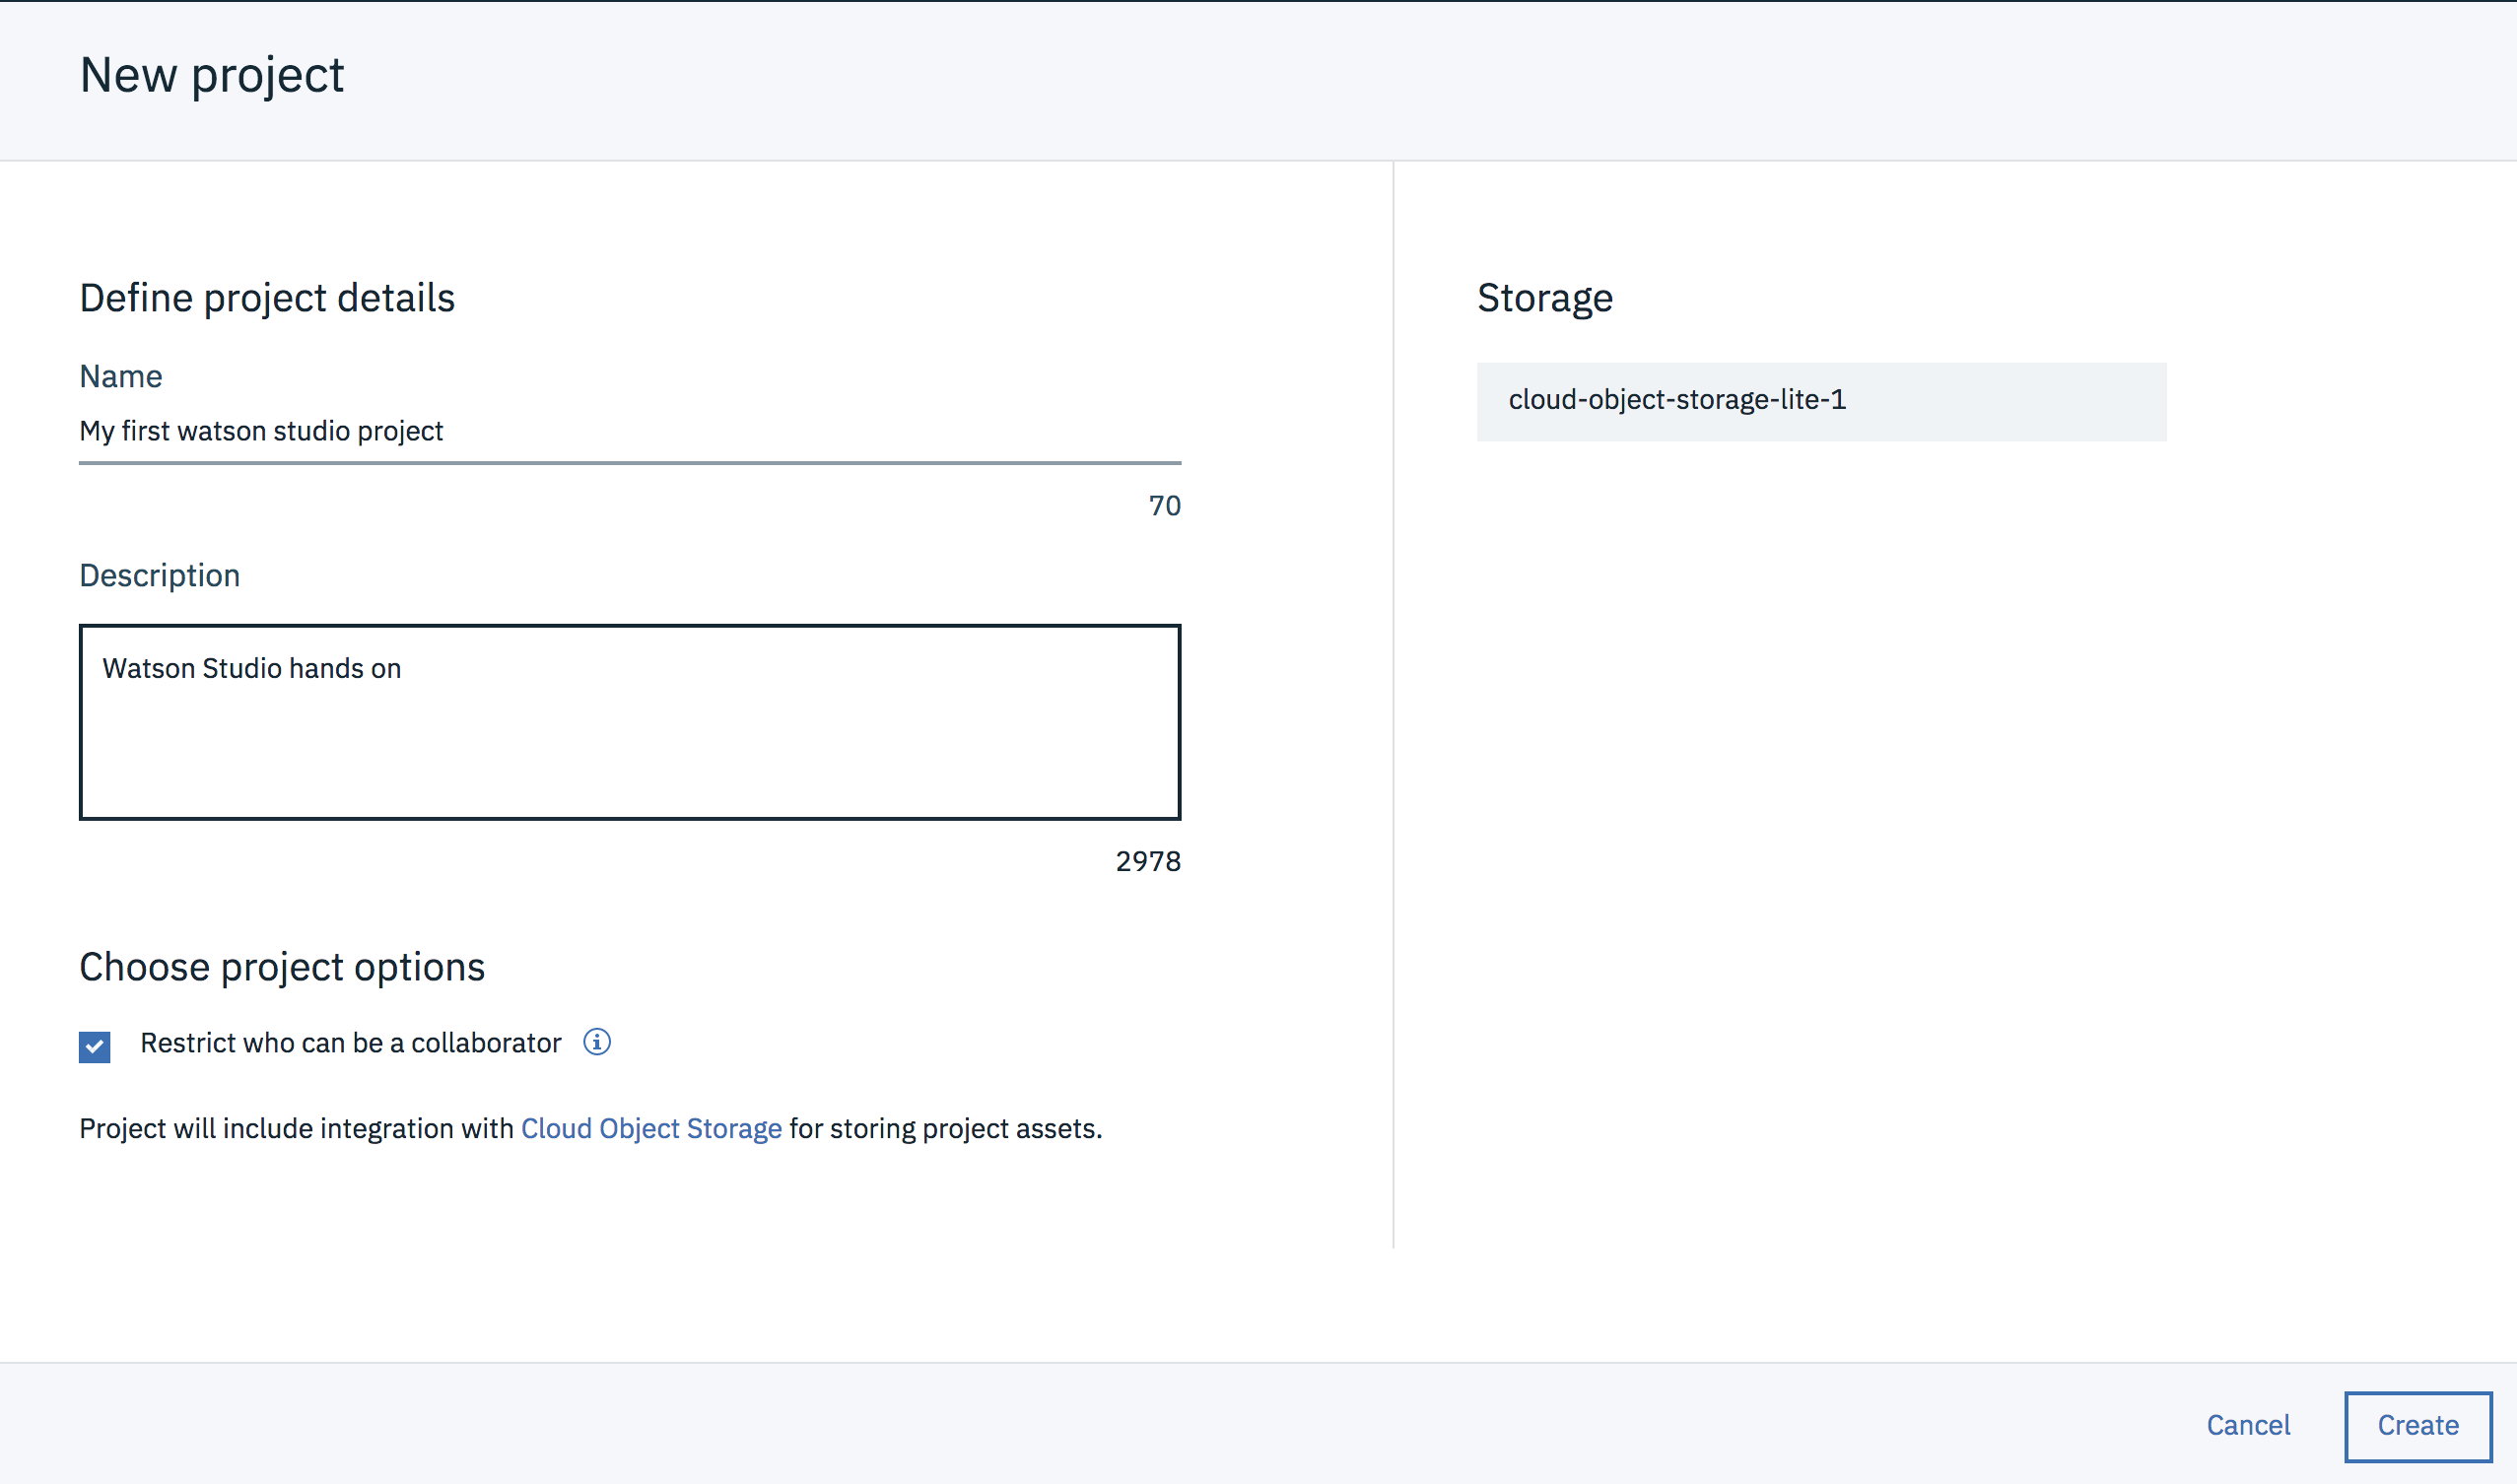 New project
Define project details
Name
My first watson studio project
70
Description
Watson Studio hands on
2978
Choose project options
Restrict who can be a collaborator
Project will include integration with Cloud Object Storage for storing project assets.
Storage
cloud-object-storage-lite-1
Cancel
Create